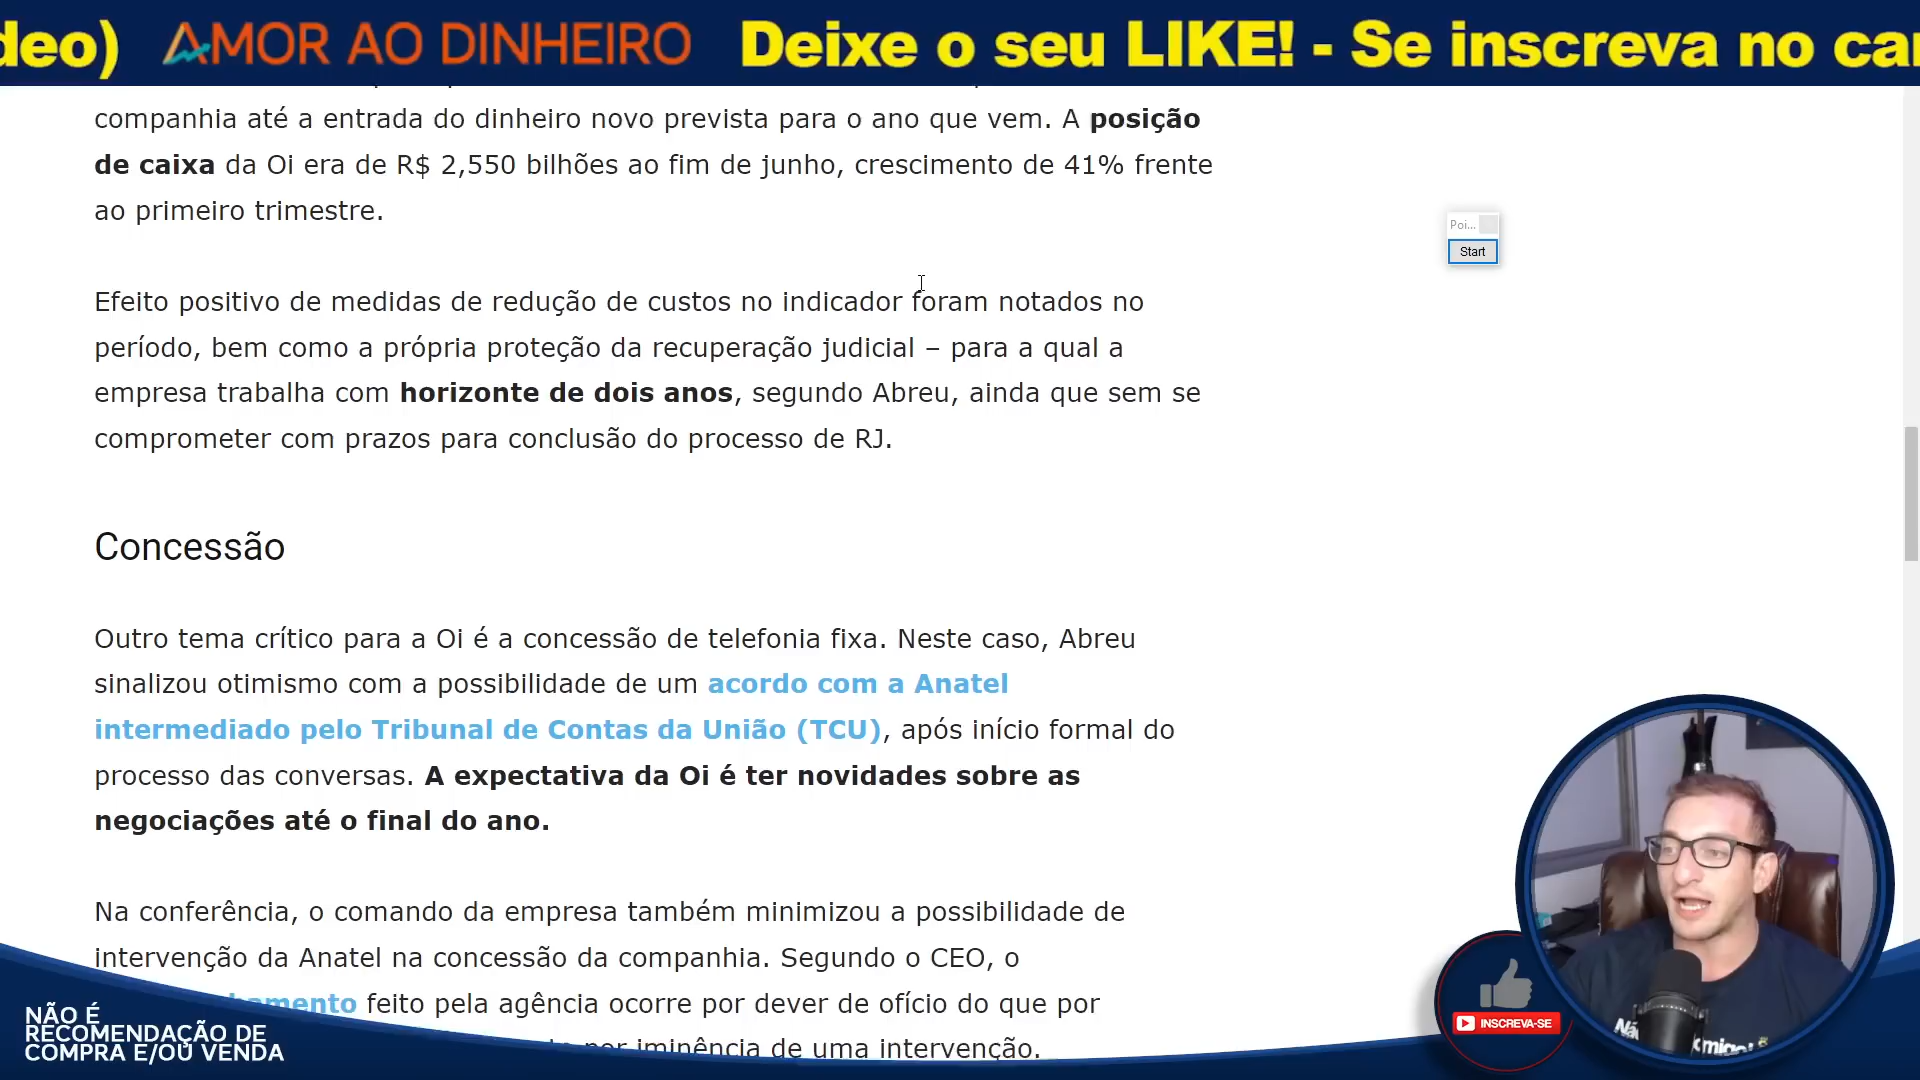 deo) AMOR AO DINHEIRO Deixe o seu LIKE! - Se inscreva no ca
companhia até a entrada do dinheiro novo prevista para o ano que vem. A posição
de caixa da Oi era de R$ 2,550 bilhões ao fim de junho, crescimento de 41% frente
ao primeiro trimestre.
Poi...
Start
Efeito positivo de medidas de redução de custos no indicador foram notados no
período, bem como a própria proteção da recuperação judicial – para a qual a
empresa trabalha com horizonte de dois anos, segundo Abreu, ainda que sem se
comprometer com prazos para conclusão do processo de RJ.
Concessão
Outro tema crítico para a Oi é a concessão de telefonia fixa. Neste caso, Abreu
sinalizou otimismo com a possibilidade de um acordo com a Anatel
intermediado pelo Tribunal de Contas da União (TCU), após início formal do
processo das conversas. A expectativa da Oi é ter novidades sobre as
negociações até o final do ano.
Na conferência, o comando da empresa também minimizou a possibilidade de
intervenção da Anatel na concessão da companhia. Segundo o CEO, o
hamento feito pela agência ocorre por dever de ofício do que por
por iminência de uma intervenção.
NÃO É
RECOMENDAÇÃO DE
COMPRA E/OU VENDA
INSCREVA-SE